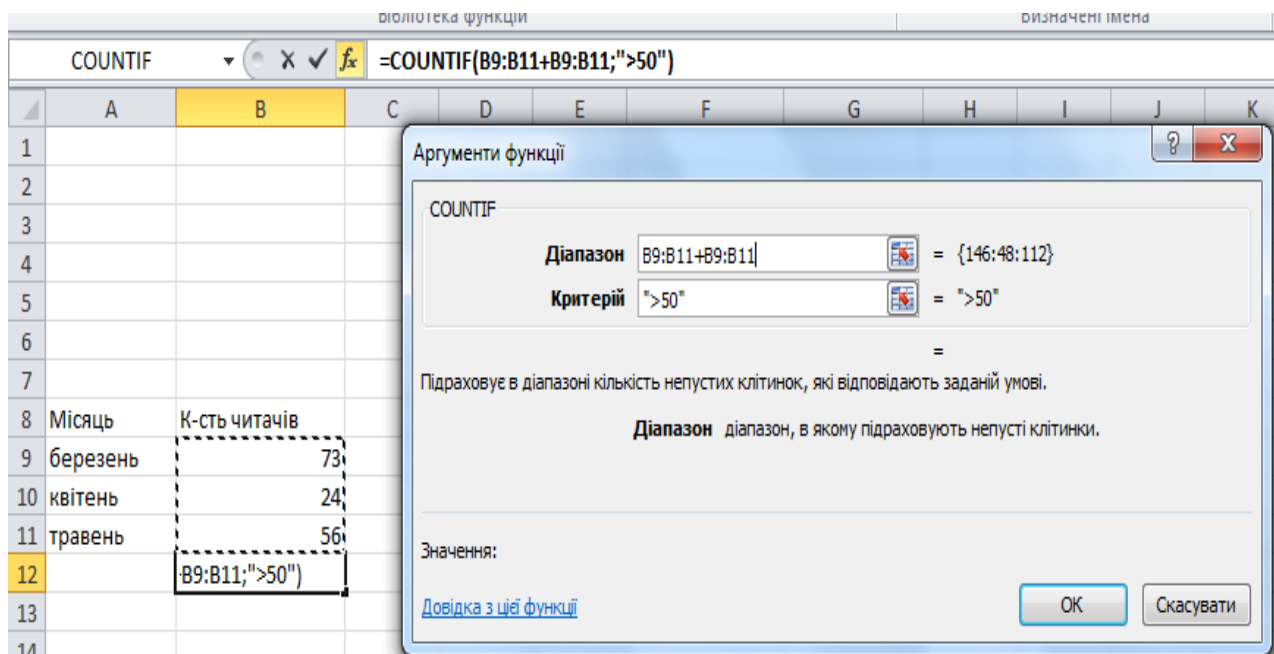 Бібліотека функцій Визначені імена
COUNTIF fx =COUNTIF(B9:B11+B9:B11;">50")
A B C D E F G H I J K
1
2
3
4
5
6
7
8 Місяць К-сть читачів
9 березень 73
10 квітень 24
11 травень 56
12 B9:B11;">50")
13
14
Аргументи функції
COUNTIF
Діапазон B9:B11+B9:B11 = {146:48:112}
Критерій ">50" = ">50"
=
Підраховує в діапазоні кількість непустих клітинок, які відповідають заданій умові.
Діапазон діапазон, в якому підраховують непусті клітинки.
Значення:
Довідка з цієї функції OK Скасувати